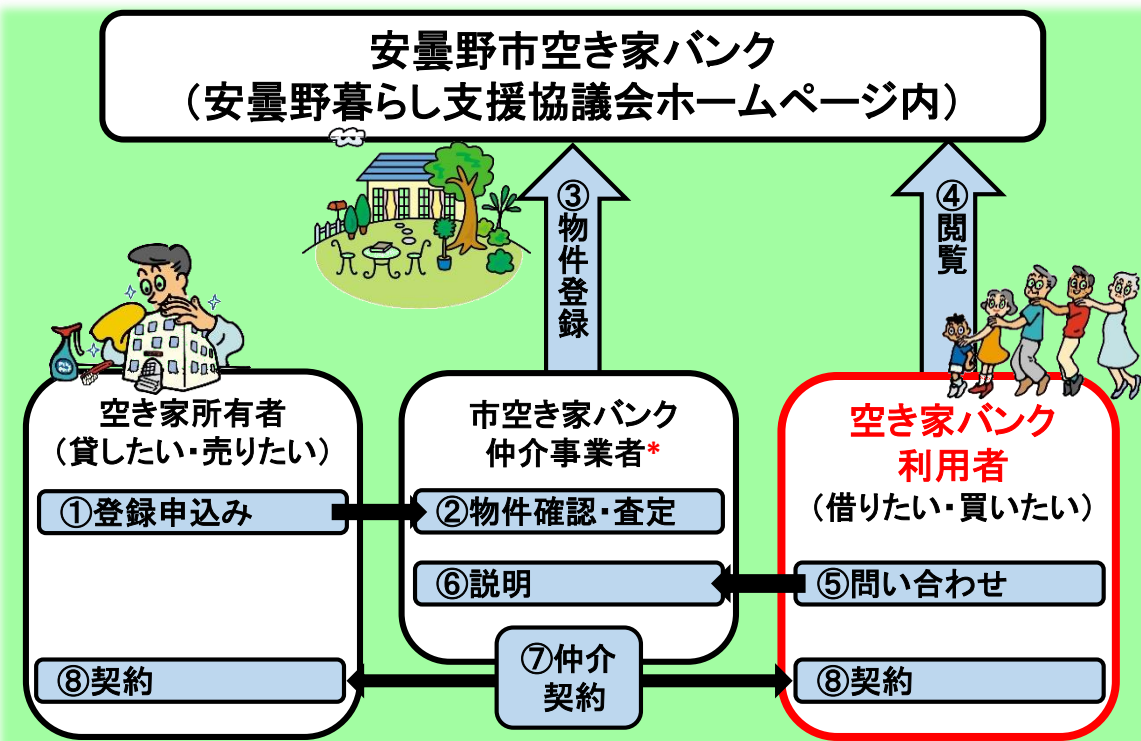 安曇野市空き家バンク
（安曇野暮らし支援協議会ホームページ内）
③物件登録
④閲覧
空き家所有者
（貸したい・売りたい）
①登録申込み
⑧契約
市空き家バンク
仲介事業者*
②物件確認・査定
⑥説明
⑦仲介
契約
空き家バンク
利用者
（借りたい・買いたい）
⑤問い合わせ
⑧契約